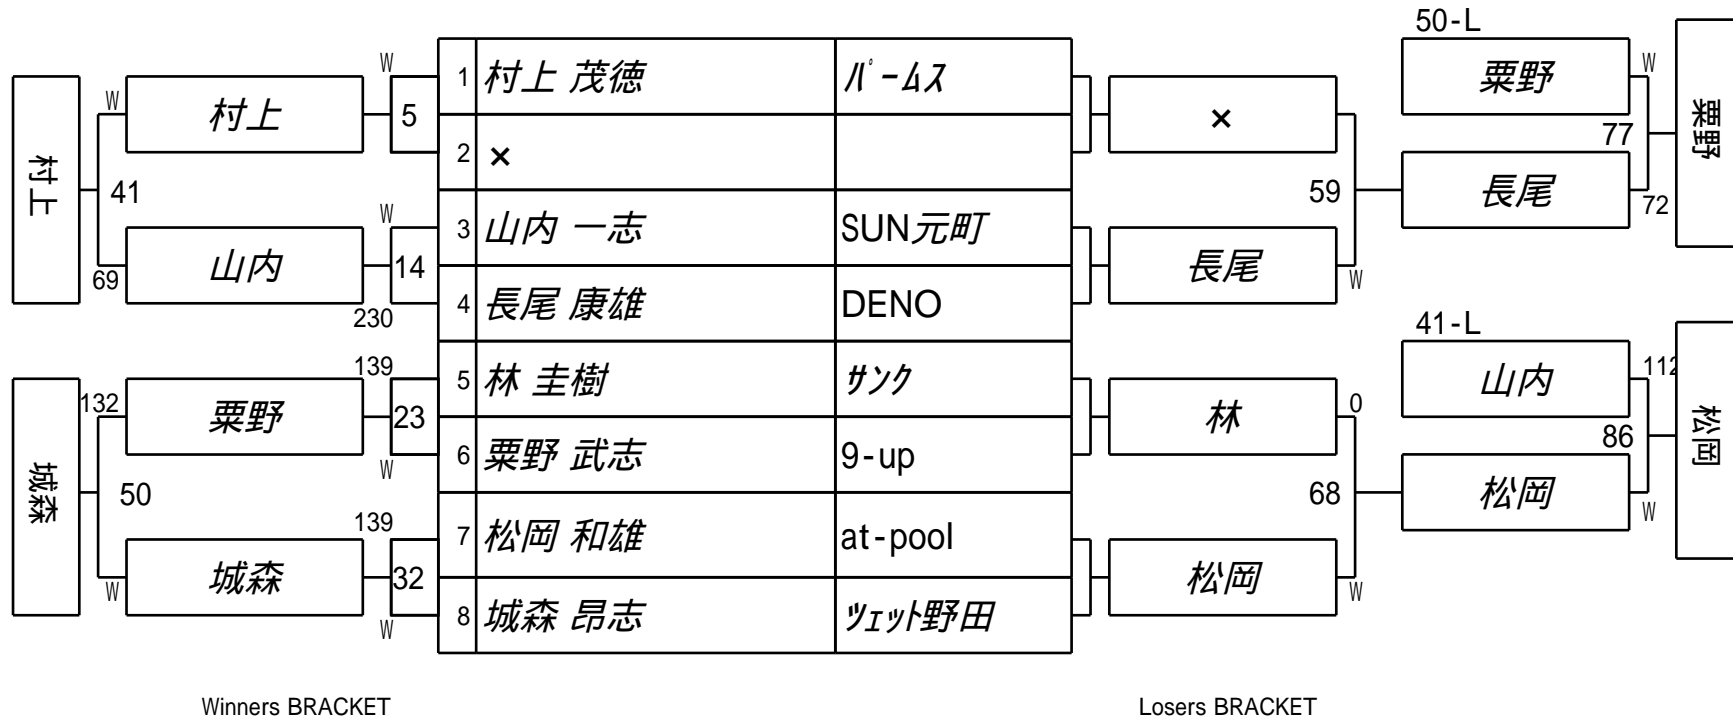 50-L
W
1 村上 茂徳 パームス
W
粟野
W
村上
5
×
77
粟野
2 ×
村上
41
59
長尾
72
W
3 山内 一志 SUN元町
69
山内
14
長尾
W
230
4 長尾 康雄 DENO
41-L
139
5 林 圭樹 サンク
山内
112
132
粟野
23
林
0
86
松岡
W
6 粟野 武志 9-up
城森
50
68
松岡
W
139
7 松岡 和雄 at-pool
W
城森
32
松岡
W
W
8 城森 昂志 ツェット野田
Winners BRACKET
Losers BRACKET